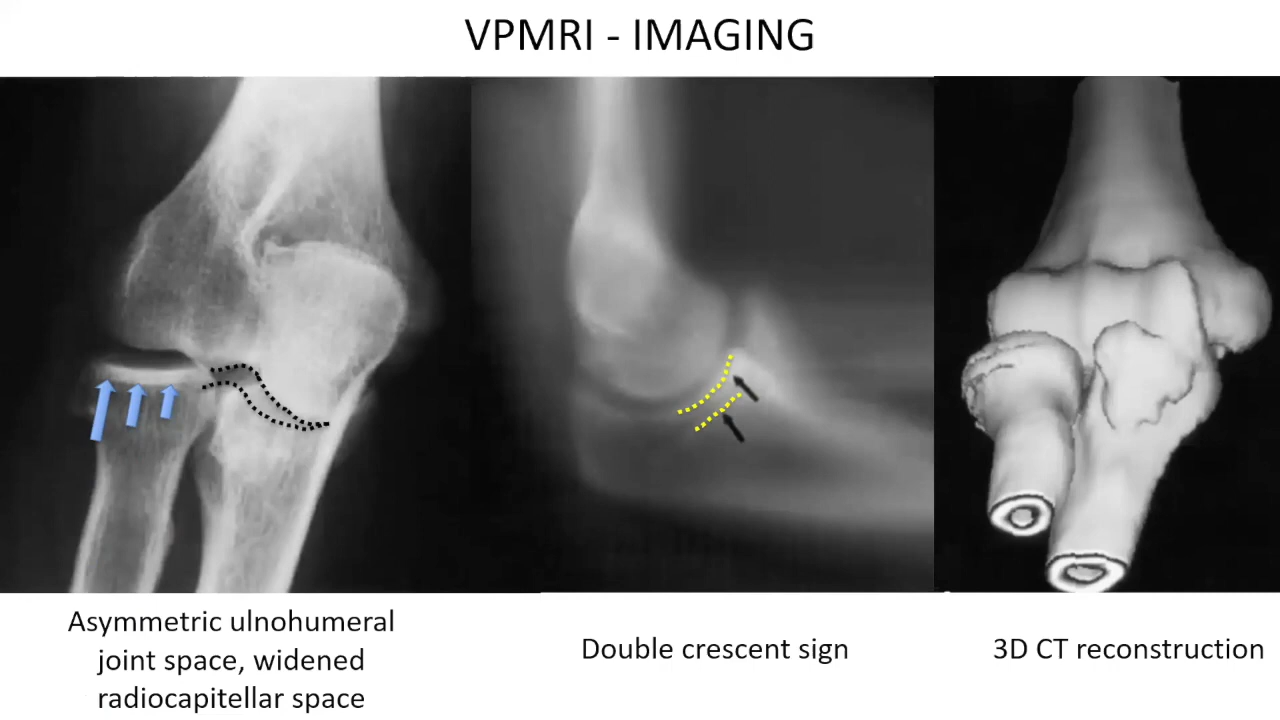 VPMRI - IMAGING
Asymmetric ulnohumeral
joint space, widened
radiocapitellar space
Double crescent sign
3D CT reconstruction